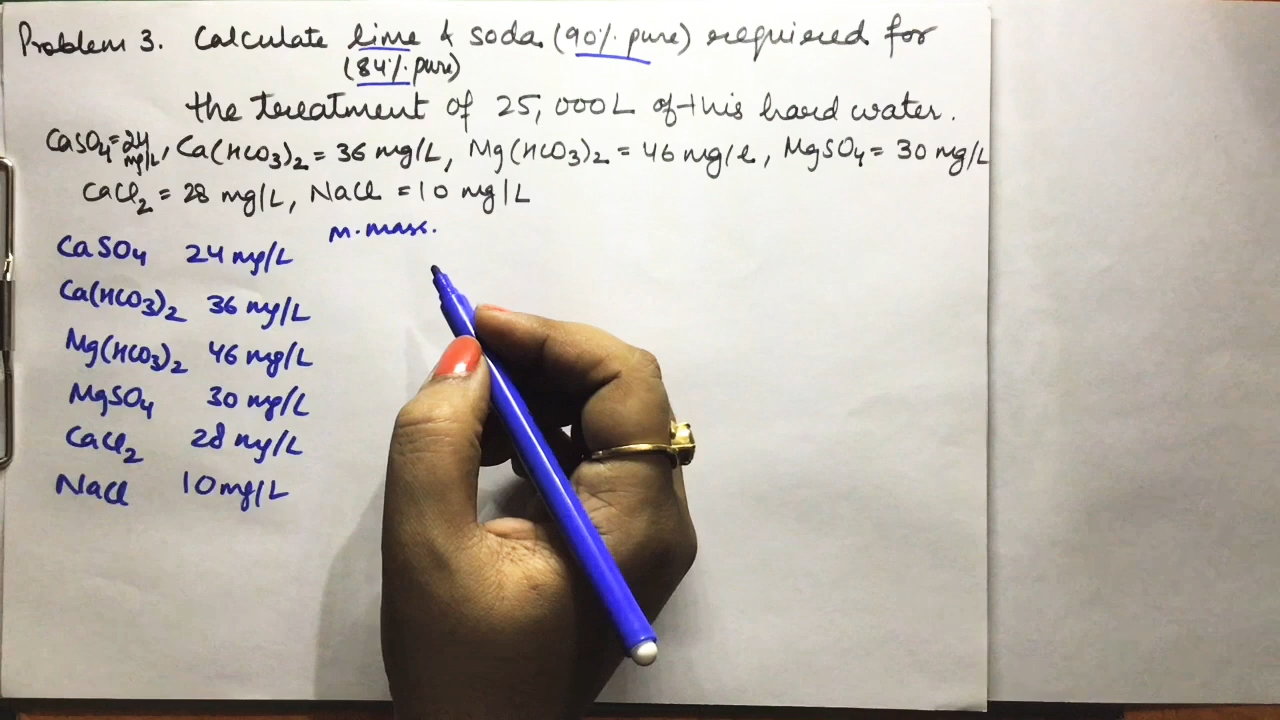 Problem 3. Calculate lime & soda (90% pure) required for
(84% pure)
the treatment of 25,000L of this hard water.
CaSO4=24 mg/L, Ca(HCO3)2 = 36 mg/L, Mg(HCO3)2 = 46 mg/l, MgSO4 = 30 mg/L
CaCl2 = 28 mg/L, NaCl = 10 mg/L
M. mass.
CaSO4 24 mg/L
Ca(HCO3)2 36 mg/L
Mg(HCO3)2 46 mg/L
MgSO4 30 mg/L
CaCl2 28 mg/L
NaCl 10 mg/L